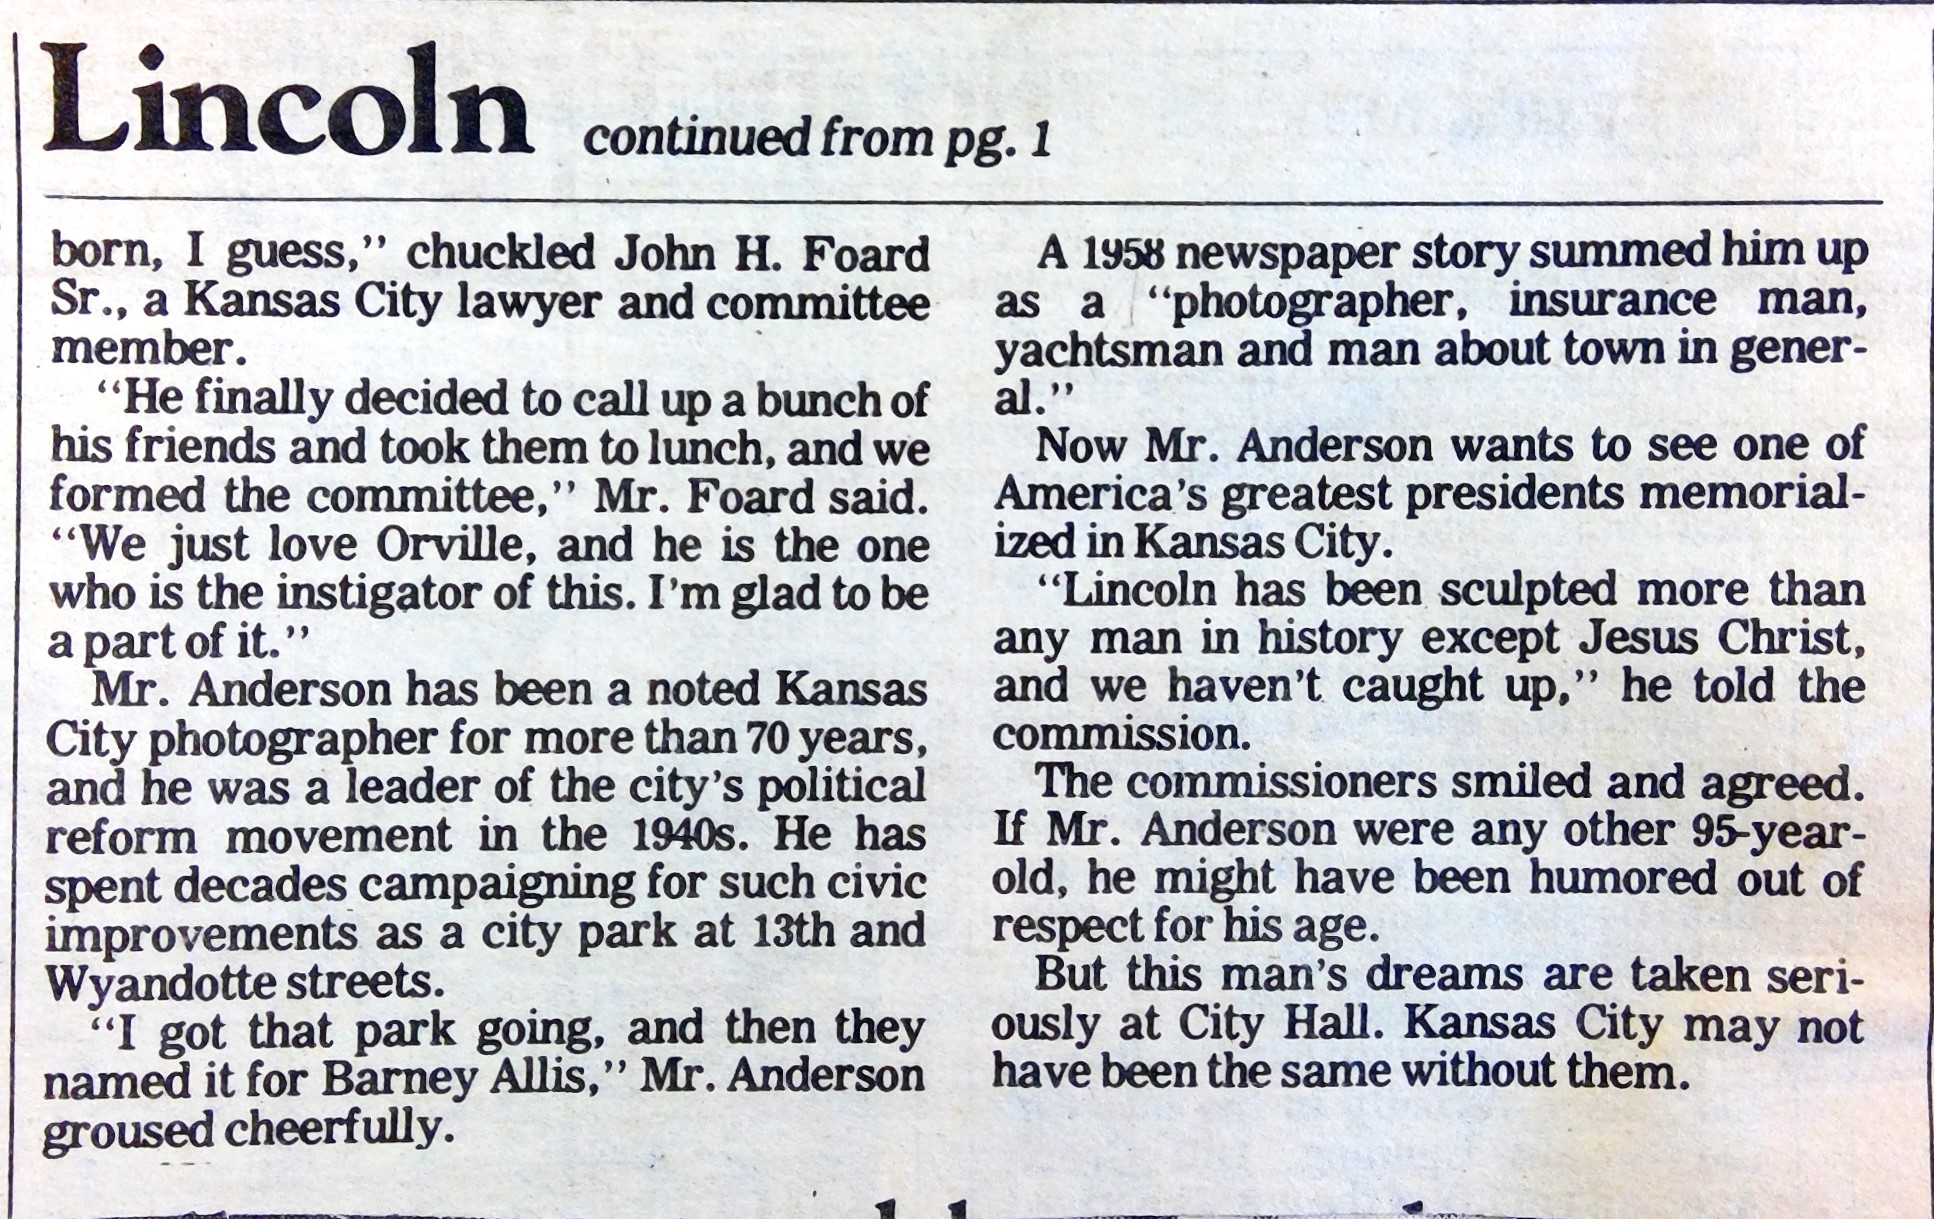 Lincoln continued from pg. 1
born, I guess,” chuckled John H. Foard
Sr., a Kansas City lawyer and committee
member.
“He finally decided to call up a bunch of
his friends and took them to lunch, and we
formed the committee,” Mr. Foard said.
“We just love Orville, and he is the one
who is the instigator of this. I’m glad to be
a part of it.”
Mr. Anderson has been a noted Kansas
City photographer for more than 70 years,
and he was a leader of the city’s political
reform movement in the 1940s. He has
spent decades campaigning for such civic
improvements as a city park at 13th and
Wyandotte streets.
“I got that park going, and then they
named it for Barney Allis,” Mr. Anderson
groused cheerfully.
A 1958 newspaper story summed him up
as a “photographer, insurance man,
yachtsman and man about town in gener-
al.”
Now Mr. Anderson wants to see one of
America’s greatest presidents memorial-
ized in Kansas City.
“Lincoln has been sculpted more than
any man in history except Jesus Christ,
and we haven’t caught up,” he told the
commission.
The commissioners smiled and agreed.
If Mr. Anderson were any other 95-year-
old, he might have been humored out of
respect for his age.
But this man’s dreams are taken seri-
ously at City Hall. Kansas City may not
have been the same without them.